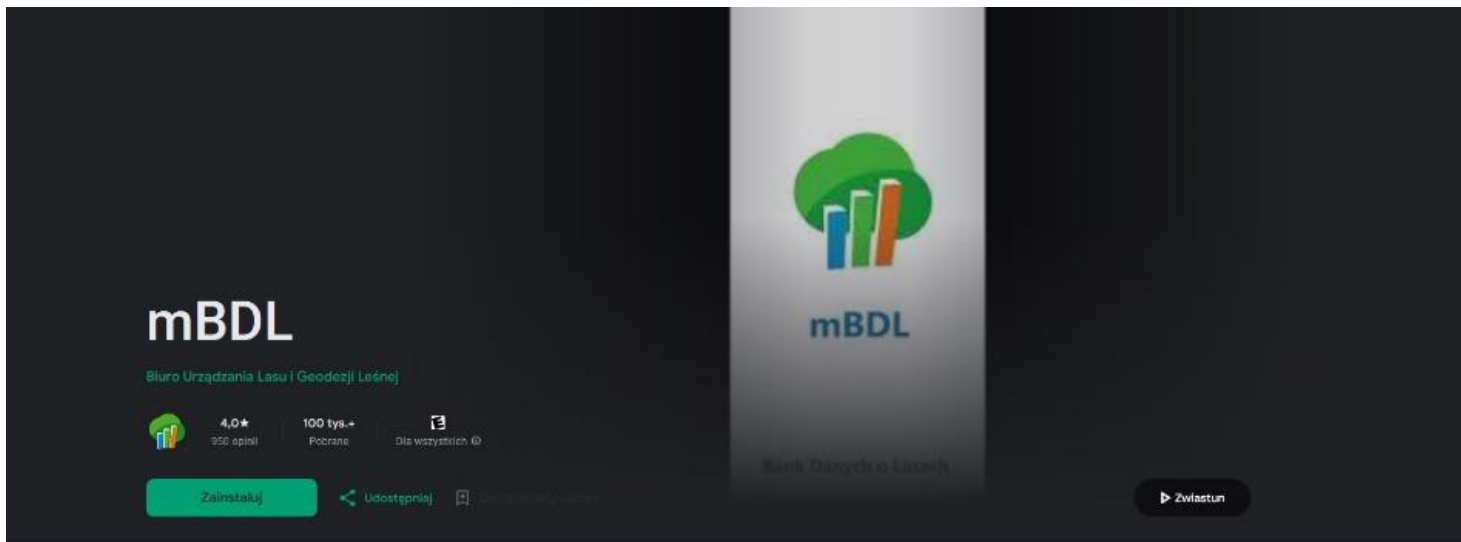 mBDL
Biuro Urządzania Lasu i Geodezji Leśnej
4,0★
950 opinii
100 tys.+
Pobrane
E
Dla wszystkich
Zainstaluj
Udostępniaj
mBDL
Bank Danych o Lasach
Zwiastun